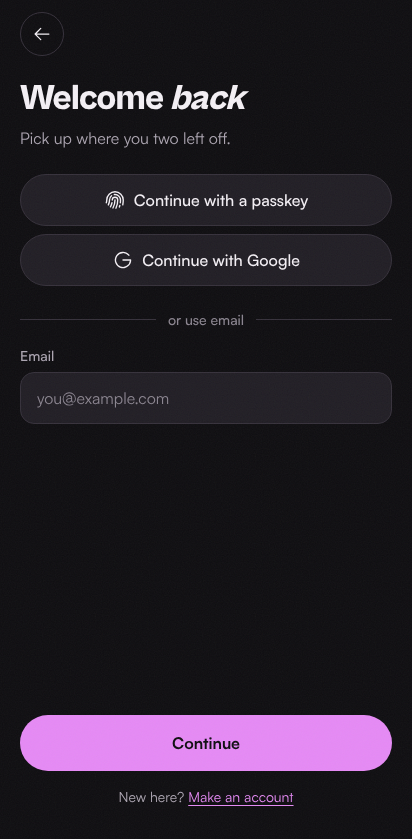 Welcome back
Pick up where you two left off.
Continue with a passkey
Continue with Google
or use email
Email
you@example.com
Continue
New here? Make an account